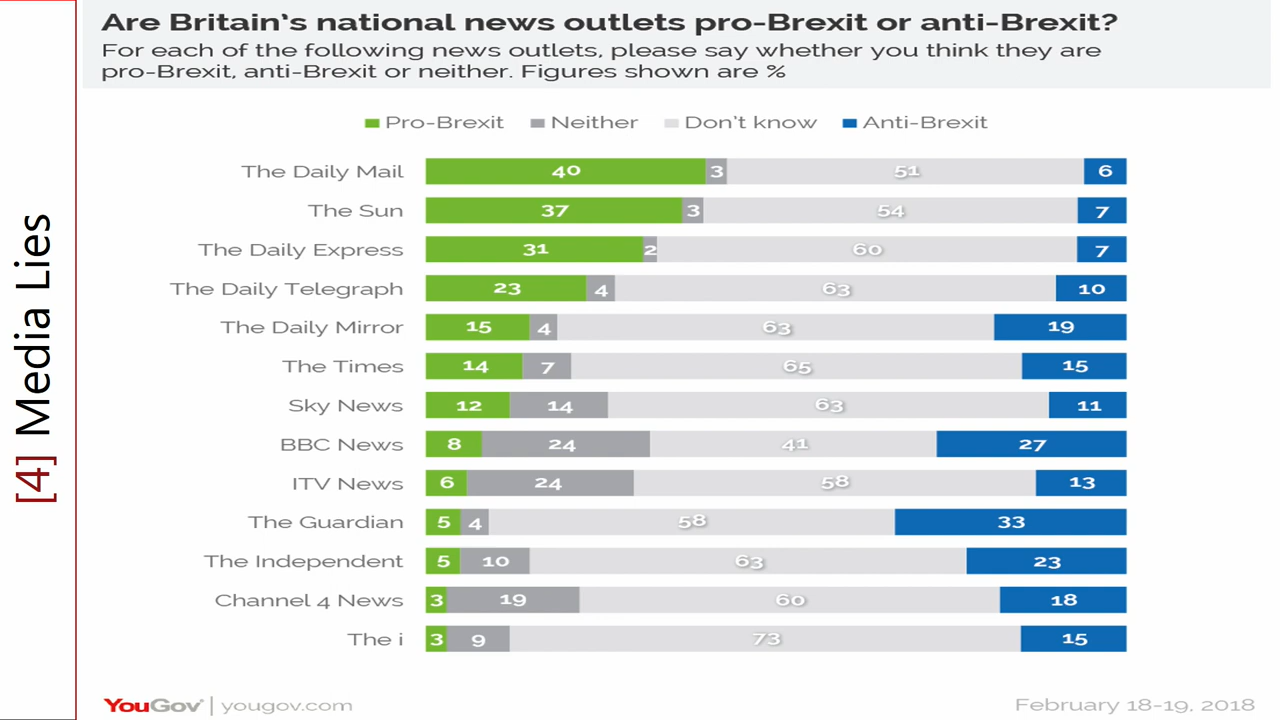 Are Britain's national news outlets pro-Brexit or anti-Brexit?
For each of the following news outlets, please say whether you think they are
pro-Brexit, anti-Brexit or neither. Figures shown are %
Pro-Brexit Neither Don't know Anti-Brexit
The Daily Mail 40 3 51 6
The Sun 37 3 54 7
The Daily Express 31 2 60 7
The Daily Telegraph 23 4 63 10
The Daily Mirror 15 4 63 19
The Times 14 7 65 15
Sky News 12 14 63 11
BBC News 8 24 41 27
ITV News 6 24 58 13
The Guardian 5 4 58 33
The Independent 5 10 63 23
Channel 4 News 3 19 60 18
The i 3 9 73 15
YouGov | yougov.com
February 18-19, 2018
[4] Media Lies